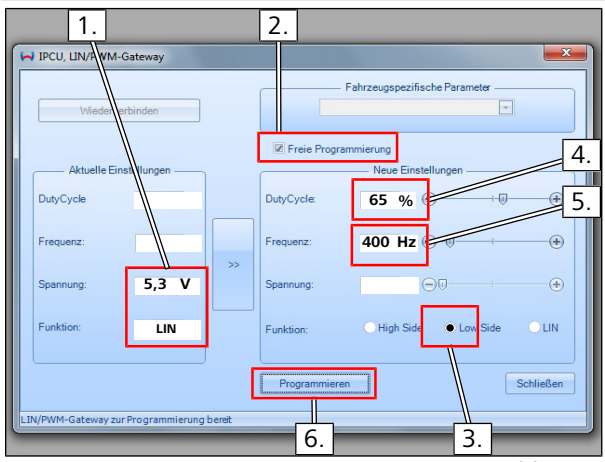 1.
2.
IPCU, LIN/PWM-Gateway
Fahrzeugspezifische Parameter
Wiederverbinden
Freie Programmierung
4.
Aktuelle Einstellungen
Neue Einstellungen
DutyCycle
DutyCycle:
65 %
5.
Frequenz:
Frequenz:
400 Hz
>>
Spannung:
5,3 V
Spannung:
Funktion:
LIN
Funktion:
High Side
Low Side
LIN
Programmieren
Schließen
LIN/PWM-Gateway zur Programmierung bereit
6.
3.